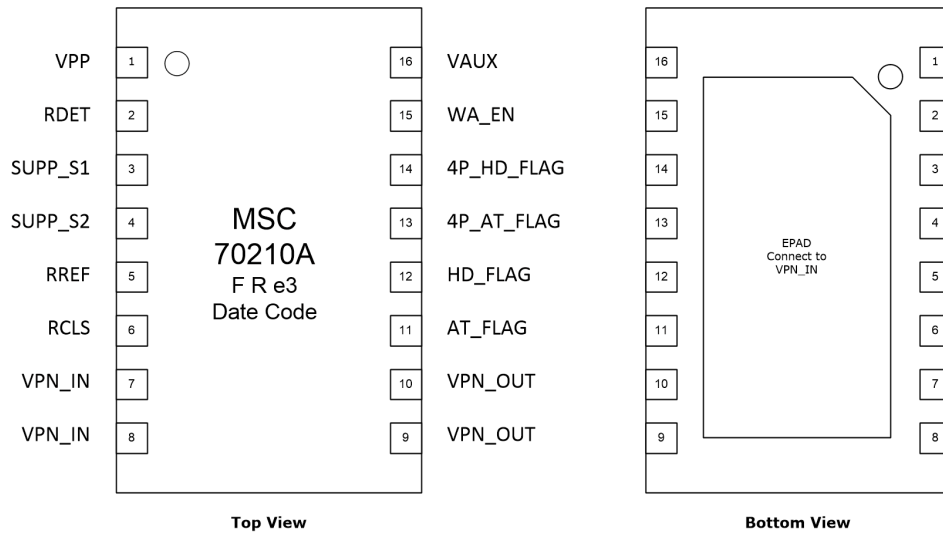 VPP 1 16 VAUX
RDET 2 15 WA_EN
SUPP_S1 3 14 4P_HD_FLAG
SUPP_S2 4 13 4P_AT_FLAG
RREF 5 12 HD_FLAG
RCLS 6 11 AT_FLAG
VPN_IN 7 10 VPN_OUT
VPN_IN 8 9 VPN_OUT
MSC
70210A
F R e3
Date Code
Top View
16 1
15 2
14 3
13 4
12 5
11 6
10 7
9 8
EPAD
Connect to
VPN_IN
Bottom View